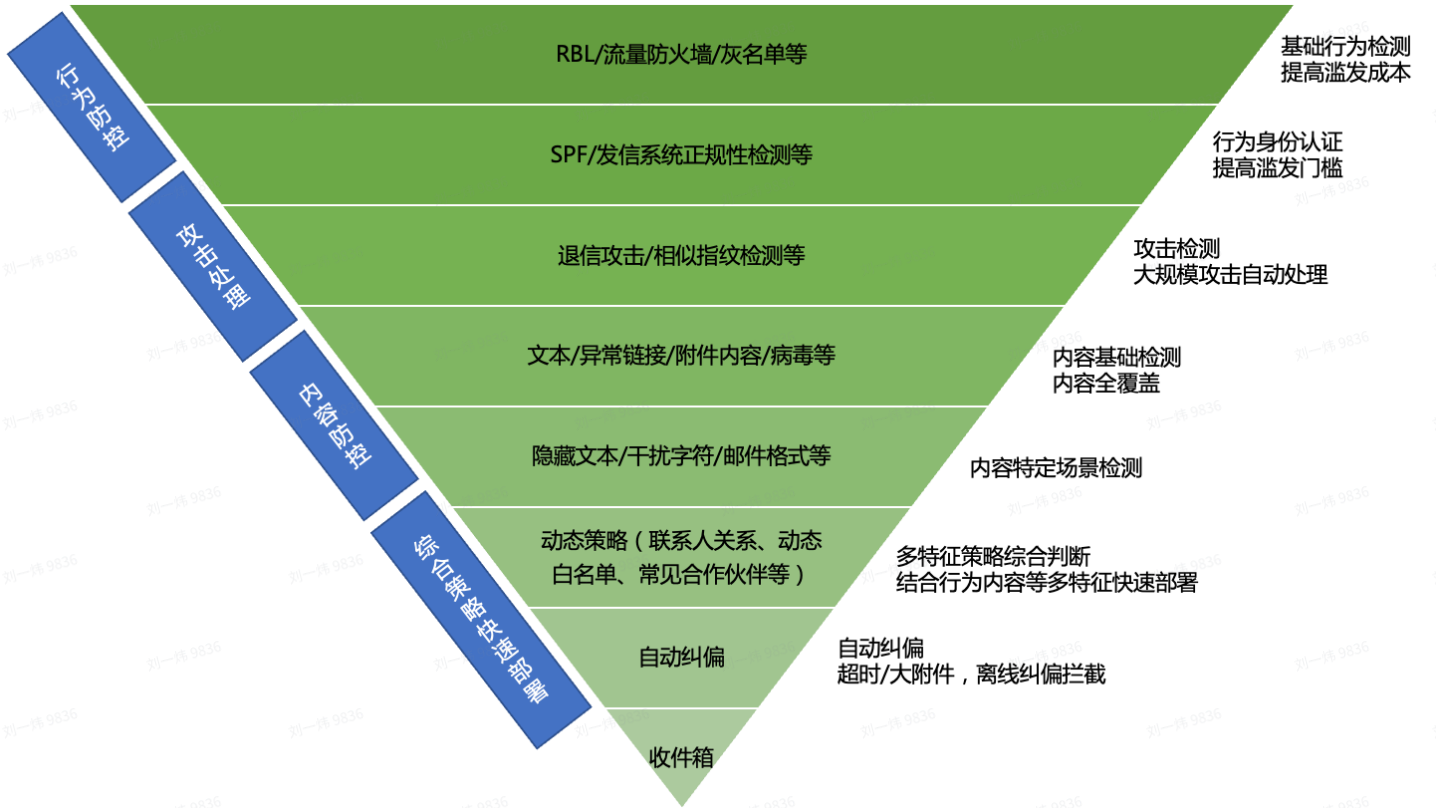 行为防控
攻击处理
内容防控
综合策略快速部署
RBL/流量防火墙/灰名单等
基础行为检测
提高滥发成本
SPF/发信系统正规性检测等
行为身份认证
提高滥发门槛
退信攻击/相似指纹检测等
攻击检测
大规模攻击自动处理
文本/异常链接/附件内容/病毒等
内容基础检测
内容全覆盖
隐藏文本/干扰字符/邮件格式等
内容特定场景检测
动态策略（联系人关系、动态
白名单、常见合作伙伴等）
多特征策略综合判断
结合行为内容等多特征快速部署
自动纠偏
自动纠偏
超时/大附件，离线纠偏拦截
收件箱
刘一炜 9836